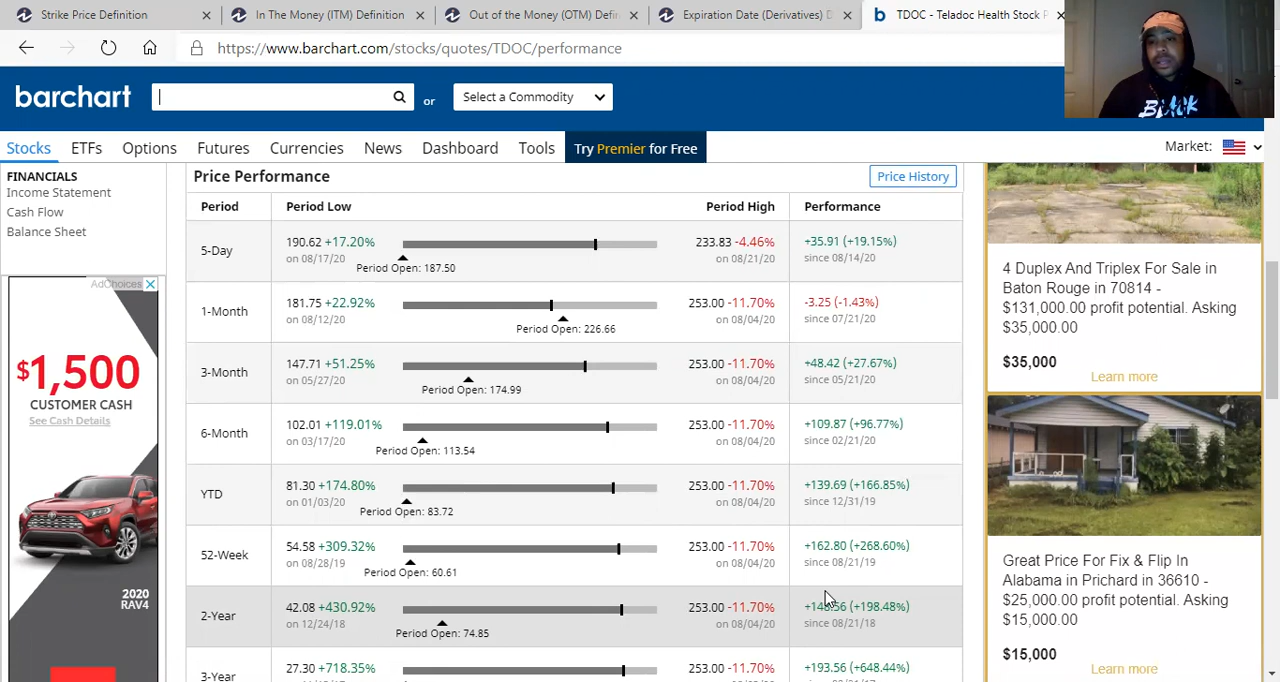 Strike Price Definition
In The Money (ITM) Definition
Out of the Money (OTM) Defin
Expiration Date (Derivatives) D
TDOC - Teladoc Health Stock P
https://www.barchart.com/stocks/quotes/TDOC/performance
barchart
or
Select a Commodity
Stocks ETFs Options Futures Currencies News Dashboard Tools Try Premier for Free Market:
FINANCIALS
Income Statement
Cash Flow
Balance Sheet
AdChoices
$1,500
CUSTOMER CASH
See Cash Details
2020
RAV4
Price Performance
Price History
Period Period Low Period High Performance
5-Day
190.62 +17.20%
on 08/17/20
Period Open: 187.50
233.83 -4.46%
on 08/21/20
+35.91 (+19.15%)
since 08/14/20
1-Month
181.75 +22.92%
on 08/12/20
Period Open: 226.66
253.00 -11.70%
on 08/04/20
-3.25 (-1.43%)
since 07/21/20
3-Month
147.71 +51.25%
on 05/27/20
Period Open: 174.99
253.00 -11.70%
on 08/04/20
+48.42 (+27.67%)
since 05/21/20
6-Month
102.01 +119.01%
on 03/17/20
Period Open: 113.54
253.00 -11.70%
on 08/04/20
+109.87 (+96.77%)
since 02/21/20
YTD
81.30 +174.80%
on 01/03/20
Period Open: 83.72
253.00 -11.70%
on 08/04/20
+139.69 (+166.85%)
since 12/31/19
52-Week
54.58 +309.32%
on 08/28/19
Period Open: 60.61
253.00 -11.70%
on 08/04/20
+162.80 (+268.60%)
since 08/21/19
2-Year
42.08 +430.92%
on 12/24/18
Period Open: 74.85
253.00 -11.70%
on 08/04/20
(+198.48%)
since 08/21/18
3-Year
27.30 +718.35%
253.00 -11.70%
+193.56 (+648.44%)
4 Duplex And Triplex For Sale in
Baton Rouge in 70814 -
$131,000.00 profit potential. Asking
$35,000.00
$35,000
Learn more
Great Price For Fix & Flip In
Alabama in Prichard in 36610 -
$25,000.00 profit potential. Asking
$15,000.00
$15,000
Learn more